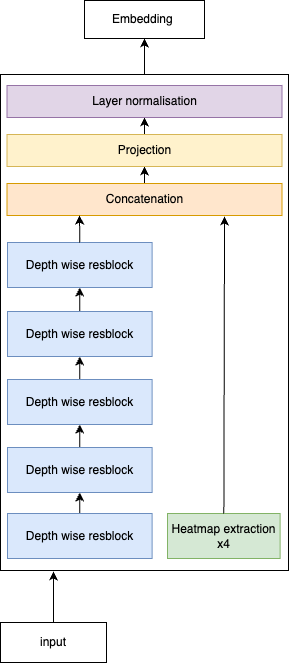 Embedding
Layer normalisation
Projection
Concatenation
Depth wise resblock
Depth wise resblock
Depth wise resblock
Depth wise resblock
Depth wise resblock
Heatmap extraction
x4
input